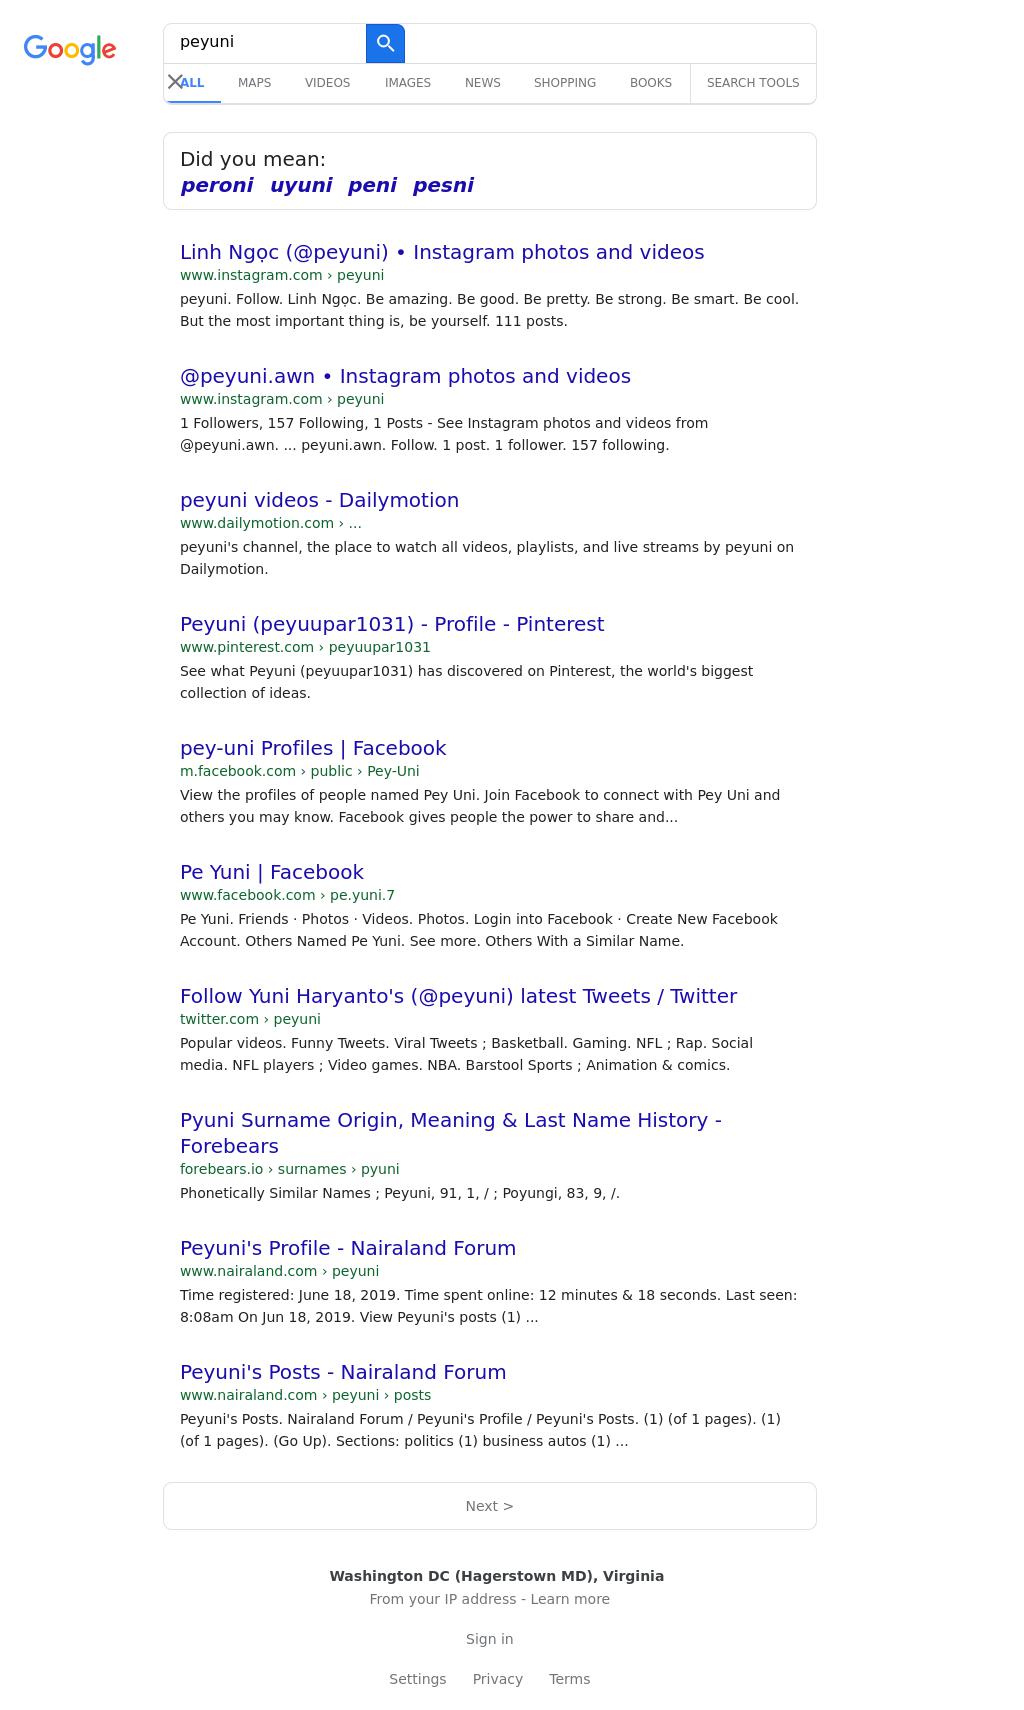 Google
peyuni
ALL MAPS VIDEOS IMAGES NEWS SHOPPING BOOKS SEARCH TOOLS
Did you mean:
peroni uyuni peni pesni
Linh Ngọc (@peyuni) • Instagram photos and videos
www.instagram.com › peyuni
peyuni. Follow. Linh Ngọc. Be amazing. Be good. Be pretty. Be strong. Be smart. Be cool.
But the most important thing is, be yourself. 111 posts.
@peyuni.awn • Instagram photos and videos
www.instagram.com › peyuni
1 Followers, 157 Following, 1 Posts - See Instagram photos and videos from
@peyuni.awn. ... peyuni.awn. Follow. 1 post. 1 follower. 157 following.
peyuni videos - Dailymotion
www.dailymotion.com › ...
peyuni's channel, the place to watch all videos, playlists, and live streams by peyuni on
Dailymotion.
Peyuni (peyuupar1031) - Profile - Pinterest
www.pinterest.com › peyuupar1031
See what Peyuni (peyuupar1031) has discovered on Pinterest, the world's biggest
collection of ideas.
pey-uni Profiles | Facebook
m.facebook.com › public › Pey-Uni
View the profiles of people named Pey Uni. Join Facebook to connect with Pey Uni and
others you may know. Facebook gives people the power to share and...
Pe Yuni | Facebook
www.facebook.com › pe.yuni.7
Pe Yuni. Friends · Photos · Videos. Photos. Login into Facebook · Create New Facebook
Account. Others Named Pe Yuni. See more. Others With a Similar Name.
Follow Yuni Haryanto's (@peyuni) latest Tweets / Twitter
twitter.com › peyuni
Popular videos. Funny Tweets. Viral Tweets ; Basketball. Gaming. NFL ; Rap. Social
media. NFL players ; Video games. NBA. Barstool Sports ; Animation & comics.
Pyuni Surname Origin, Meaning & Last Name History -
Forebears
forebears.io › surnames › pyuni
Phonetically Similar Names ; Peyuni, 91, 1, / ; Poyungi, 83, 9, /.
Peyuni's Profile - Nairaland Forum
www.nairaland.com › peyuni
Time registered: June 18, 2019. Time spent online: 12 minutes & 18 seconds. Last seen:
8:08am On Jun 18, 2019. View Peyuni's posts (1) ...
Peyuni's Posts - Nairaland Forum
www.nairaland.com › peyuni › posts
Peyuni's Posts. Nairaland Forum / Peyuni's Profile / Peyuni's Posts. (1) (of 1 pages). (1)
(of 1 pages). (Go Up). Sections: politics (1) business autos (1) ...
Next >
Washington DC (Hagerstown MD), Virginia
From your IP address - Learn more
Sign in
Settings Privacy Terms